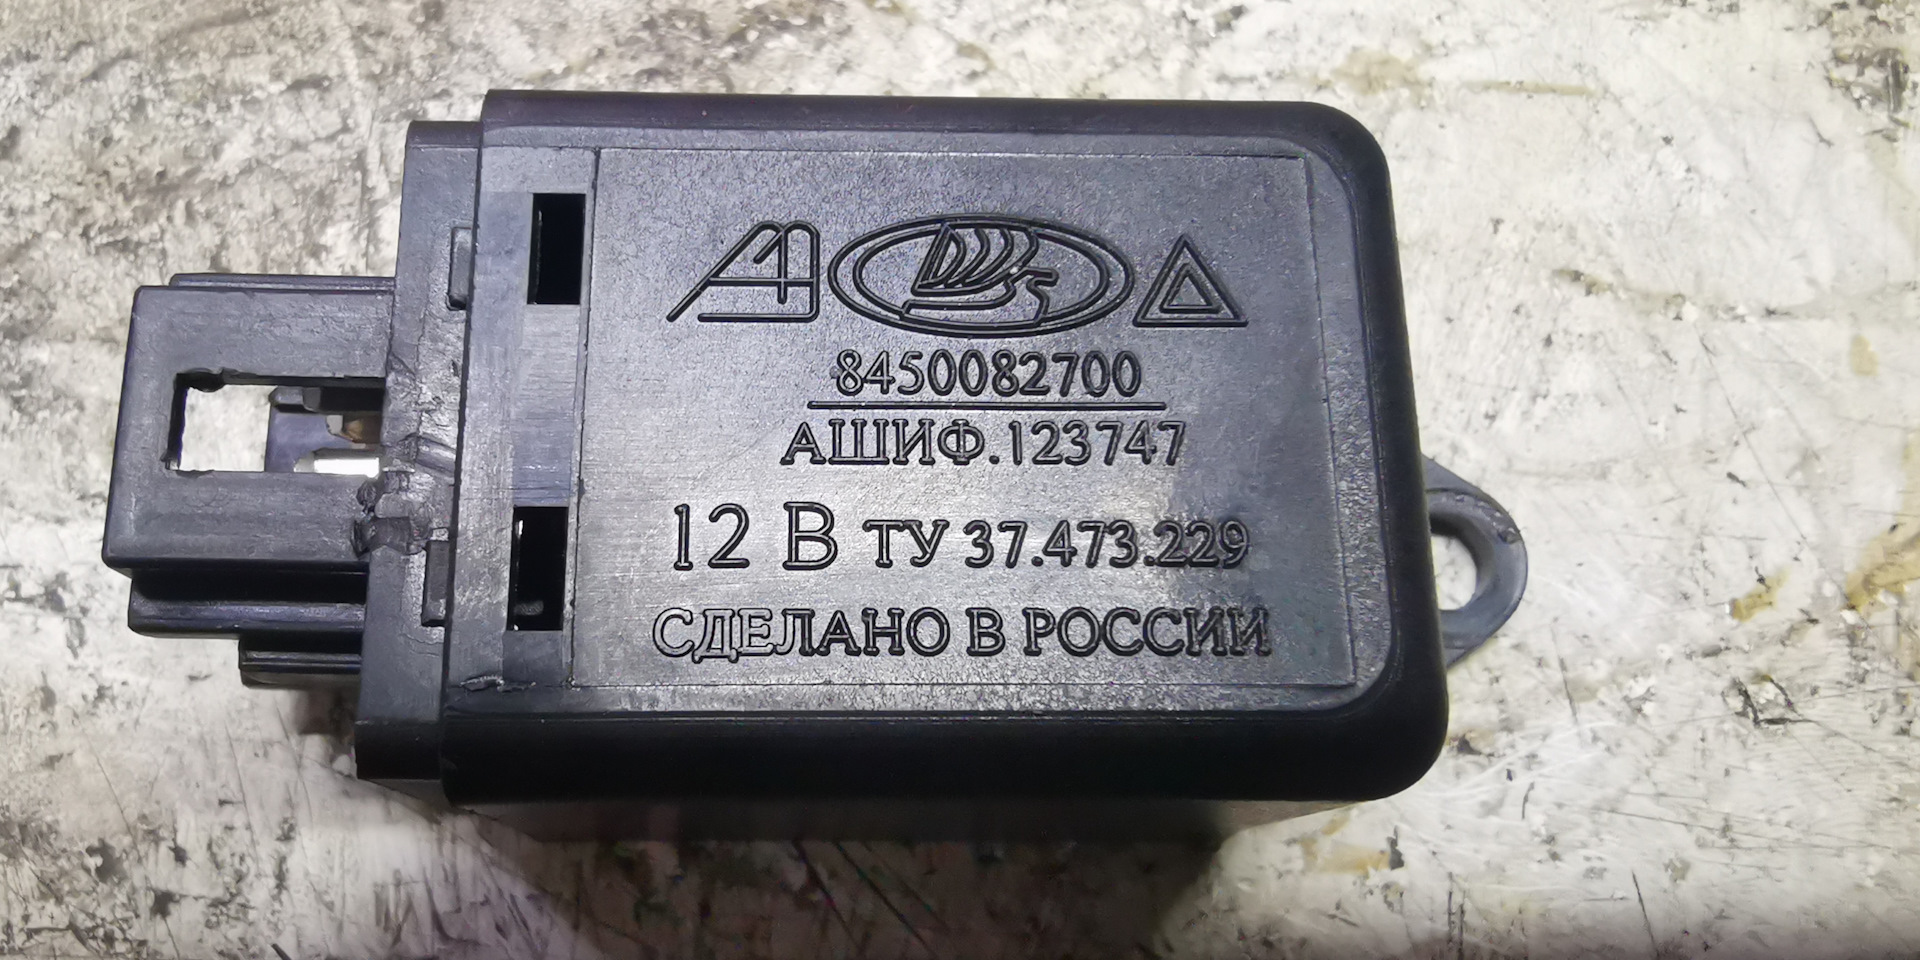 8450082700
АШИФ.123747
12 В ТУ 37.473.229
СДЕЛАНО В РОССИИ